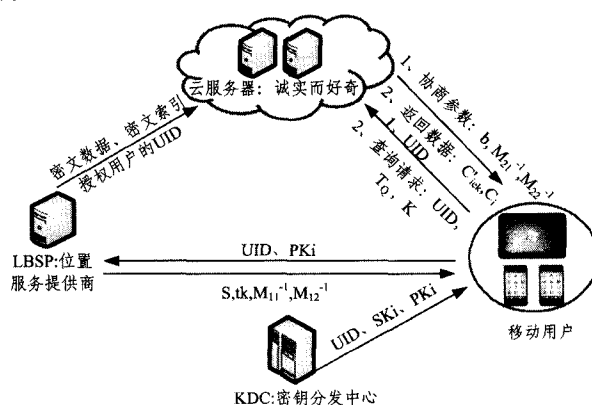 云服务器：诚实而好奇
密文数据、密文索引
授权用户的UID
1、协商参数：b, M₂₁⁻¹, M₂₂⁻¹
2、返回数据：C'ᵢₑₖ, Cᵢ
1、UID
2、查询请求：UID,
T_Q、K
LBSP:位置
服务提供商
UID、PKi
S,tk,M₁₁⁻¹,M₁₂⁻¹
移动用户
UID、SKi、PKi
KDC:密钥分发中心